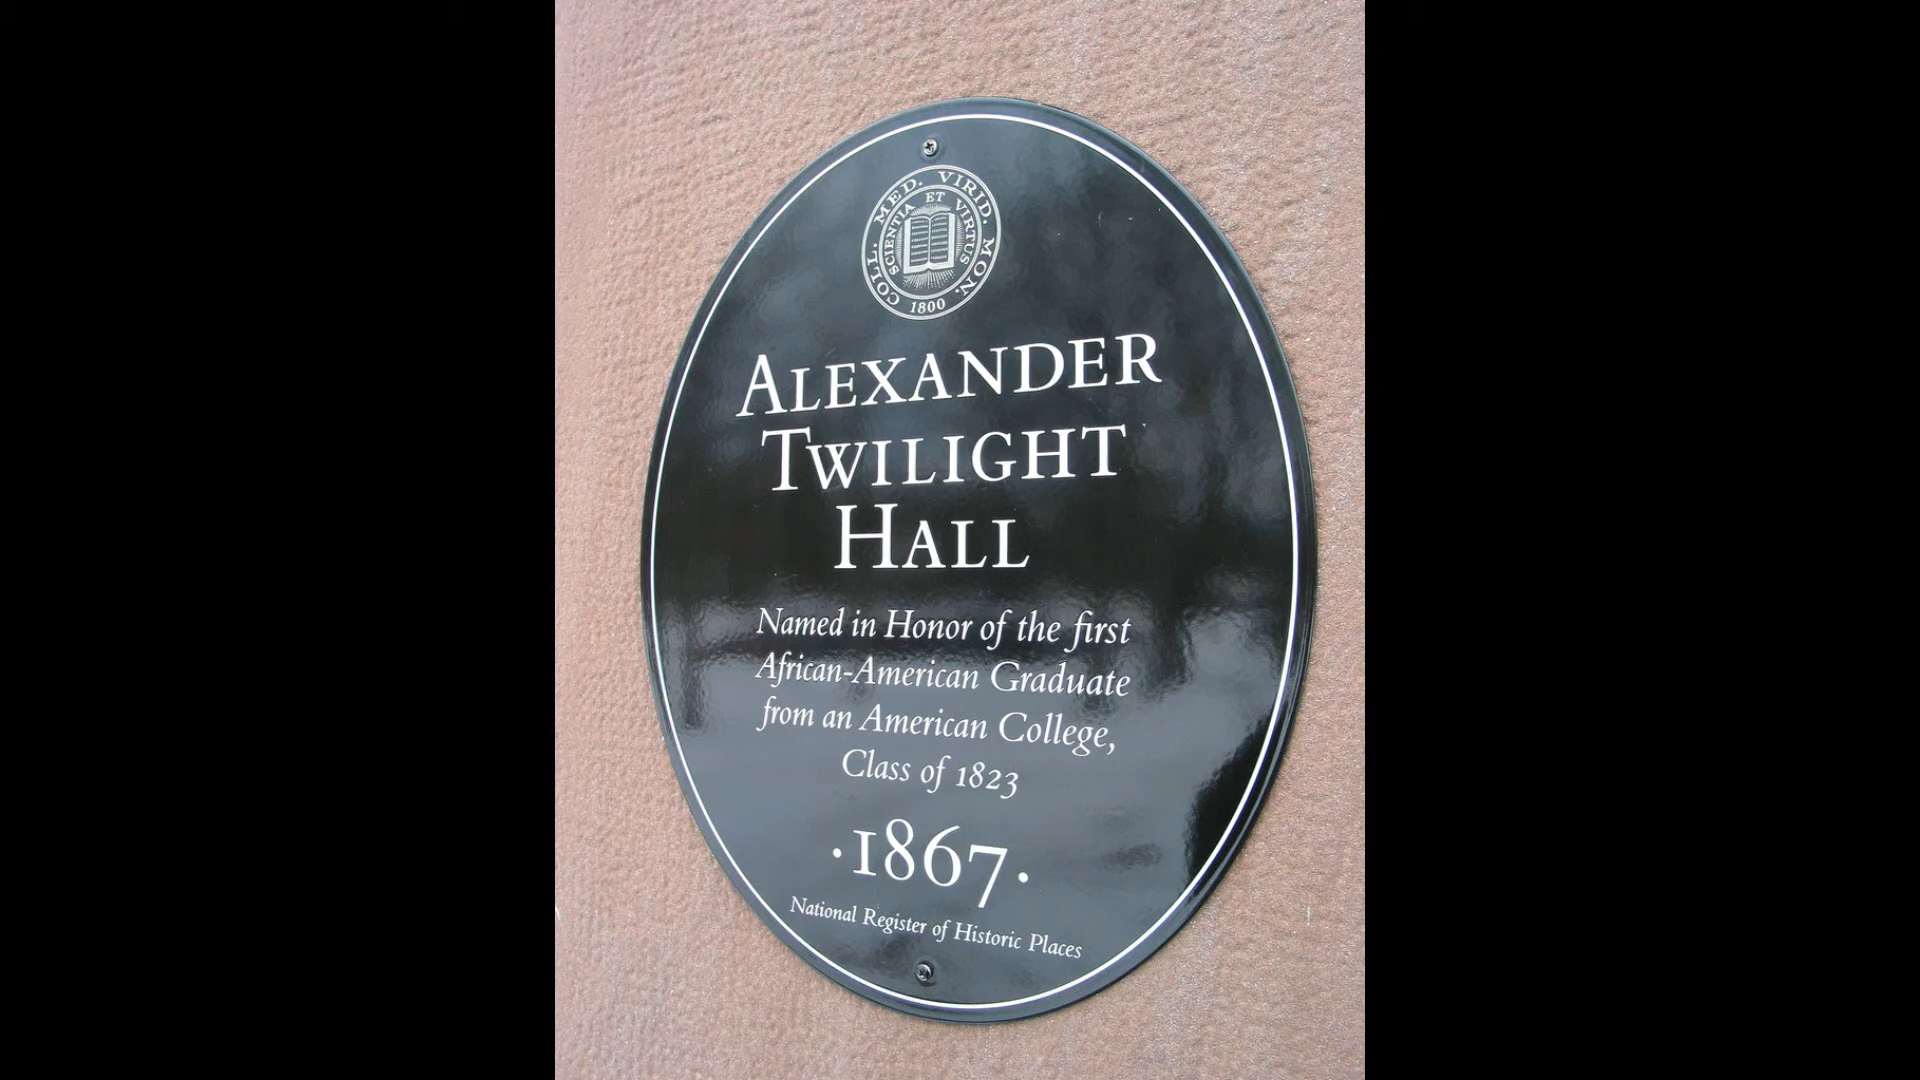 COLL. MED. VIRID. MON.
SCIENTIA ET VIRTUS
1800
ALEXANDER
TWILIGHT
HALL
Named in Honor of the first
African-American Graduate
from an American College,
Class of 1823
·1867·
National Register of Historic Places